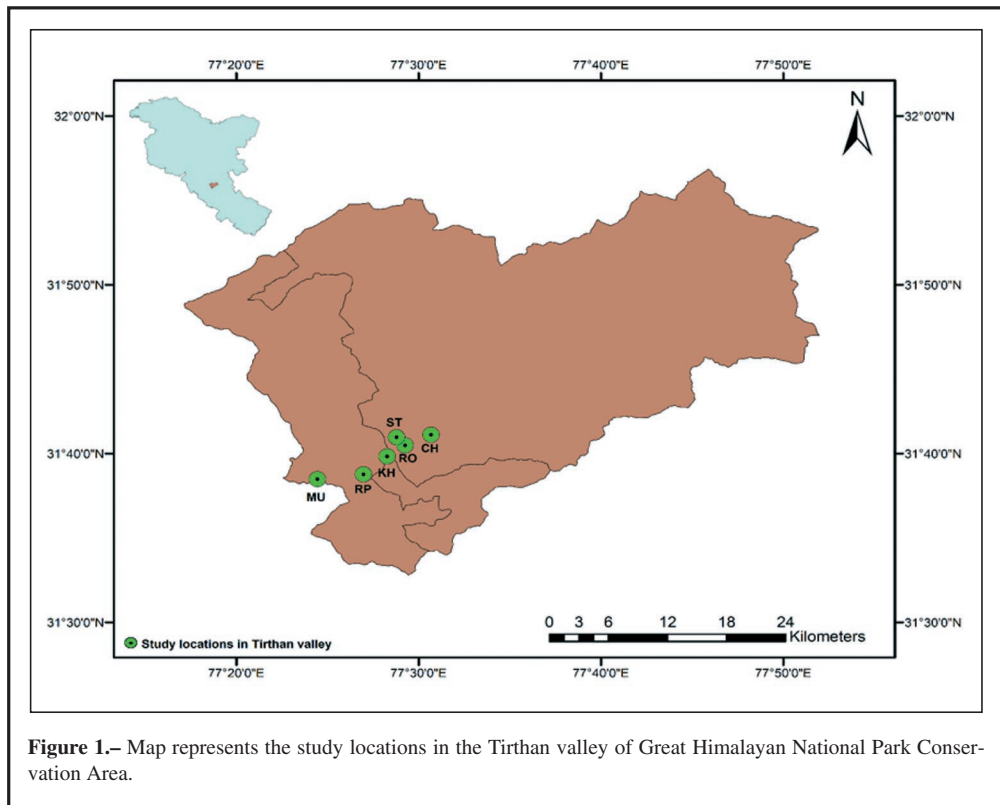 77°20'0"E 77°30'0"E 77°40'0"E 77°50'0"E
N
32°0'0"N 32°0'0"N
31°50'0"N 31°50'0"N
ST
CH
RO
31°40'0"N 31°40'0"N
KH
RP
MU
31°30'0"N 31°30'0"N
0 3 6 12 18 24
Kilometers
Study locations in Tirthan valley
77°20'0"E 77°30'0"E 77°40'0"E 77°50'0"E
Figure 1.– Map represents the study locations in the Tirthan valley of Great Himalayan National Park Conser-
vation Area.